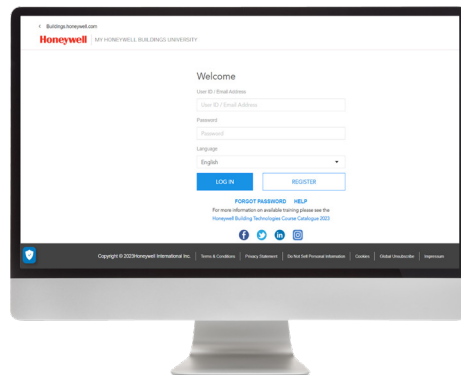 < Buildings.honeywell.com
Honeywell MY HONEYWELL BUILDINGS UNIVERSITY
Welcome
User ID / Email Address
User ID / Email Address
Password
Password
Language
English
LOG IN REGISTER
FORGOT PASSWORD HELP
For more information on available training please see the
Honeywell Building Technologies Course Catalogue 2023
Copyright © 2023Honeywell International Inc. Terms & Conditions Privacy Statement Do Not Sell Personal Information Cookies Global Unsubscribe Impressum